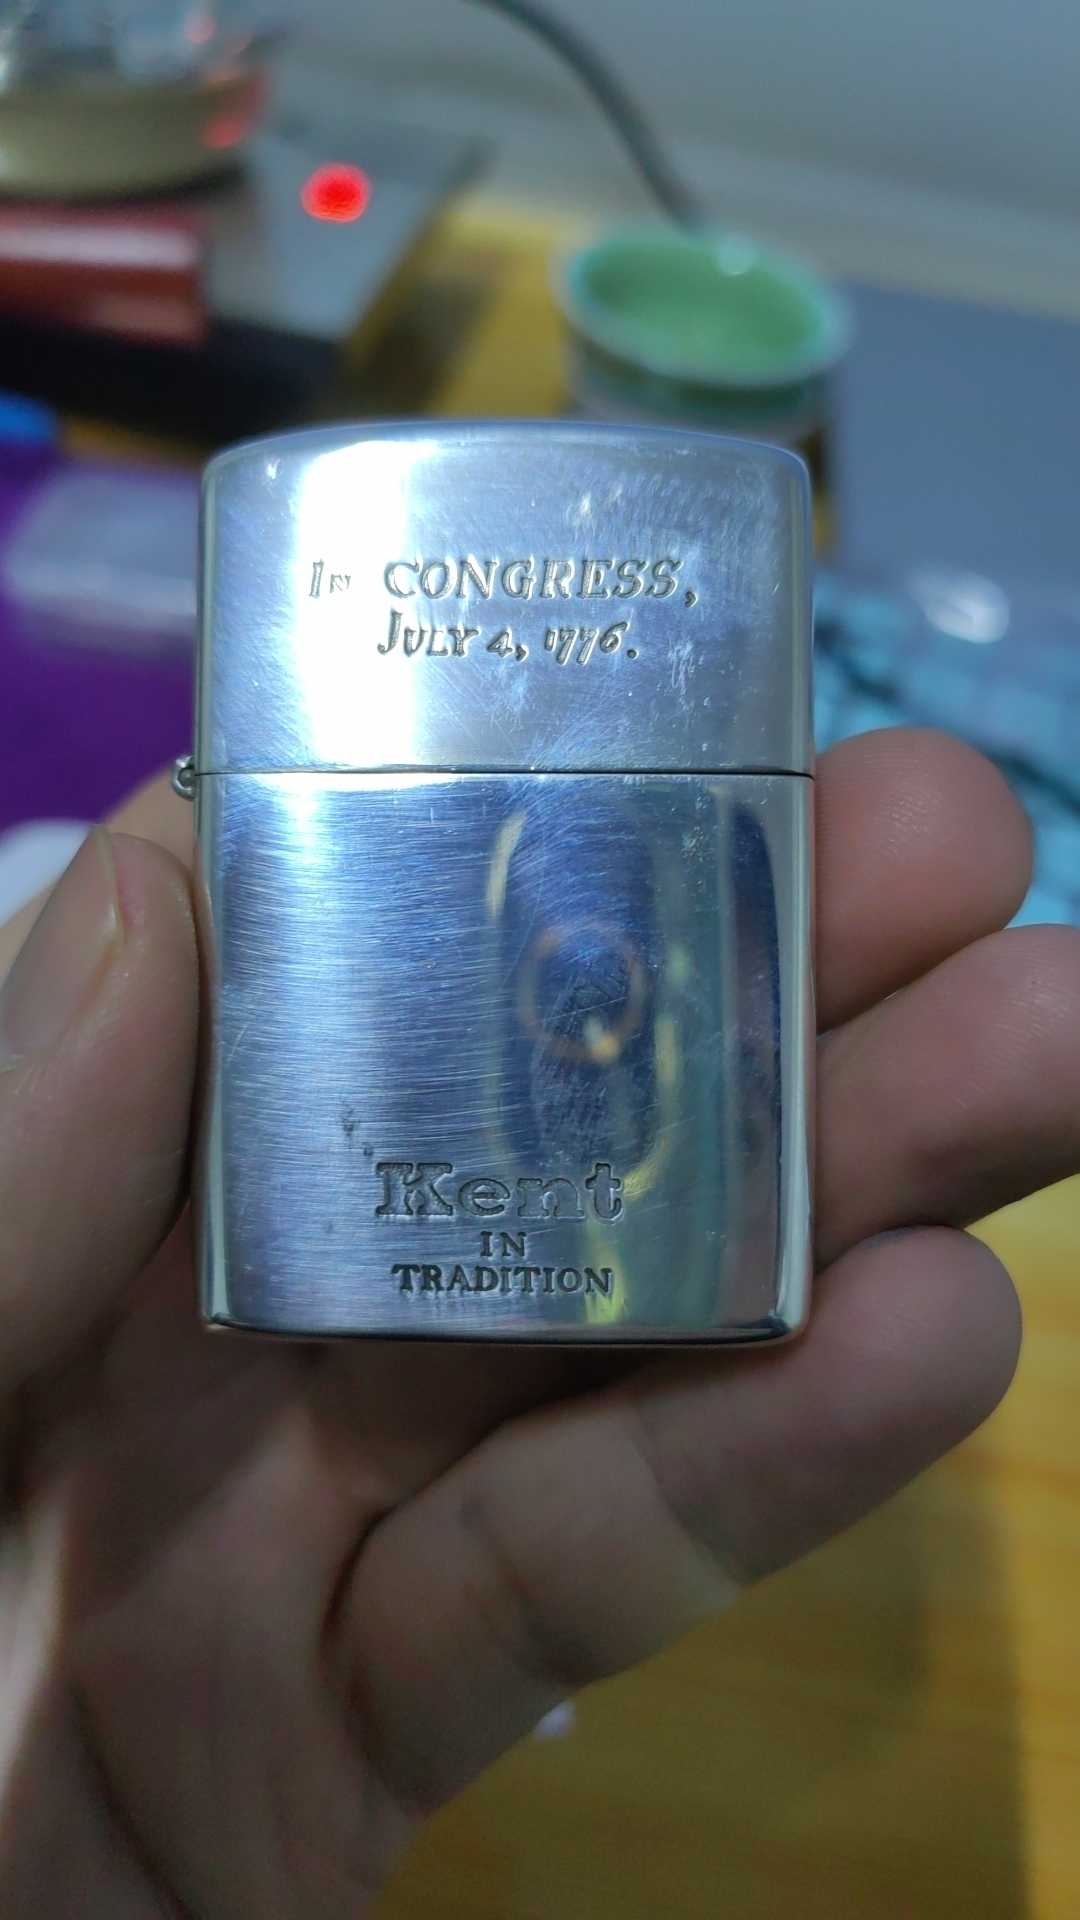 In CONGRESS,
JULY 4, 1776.
Kent
IN
TRADITION